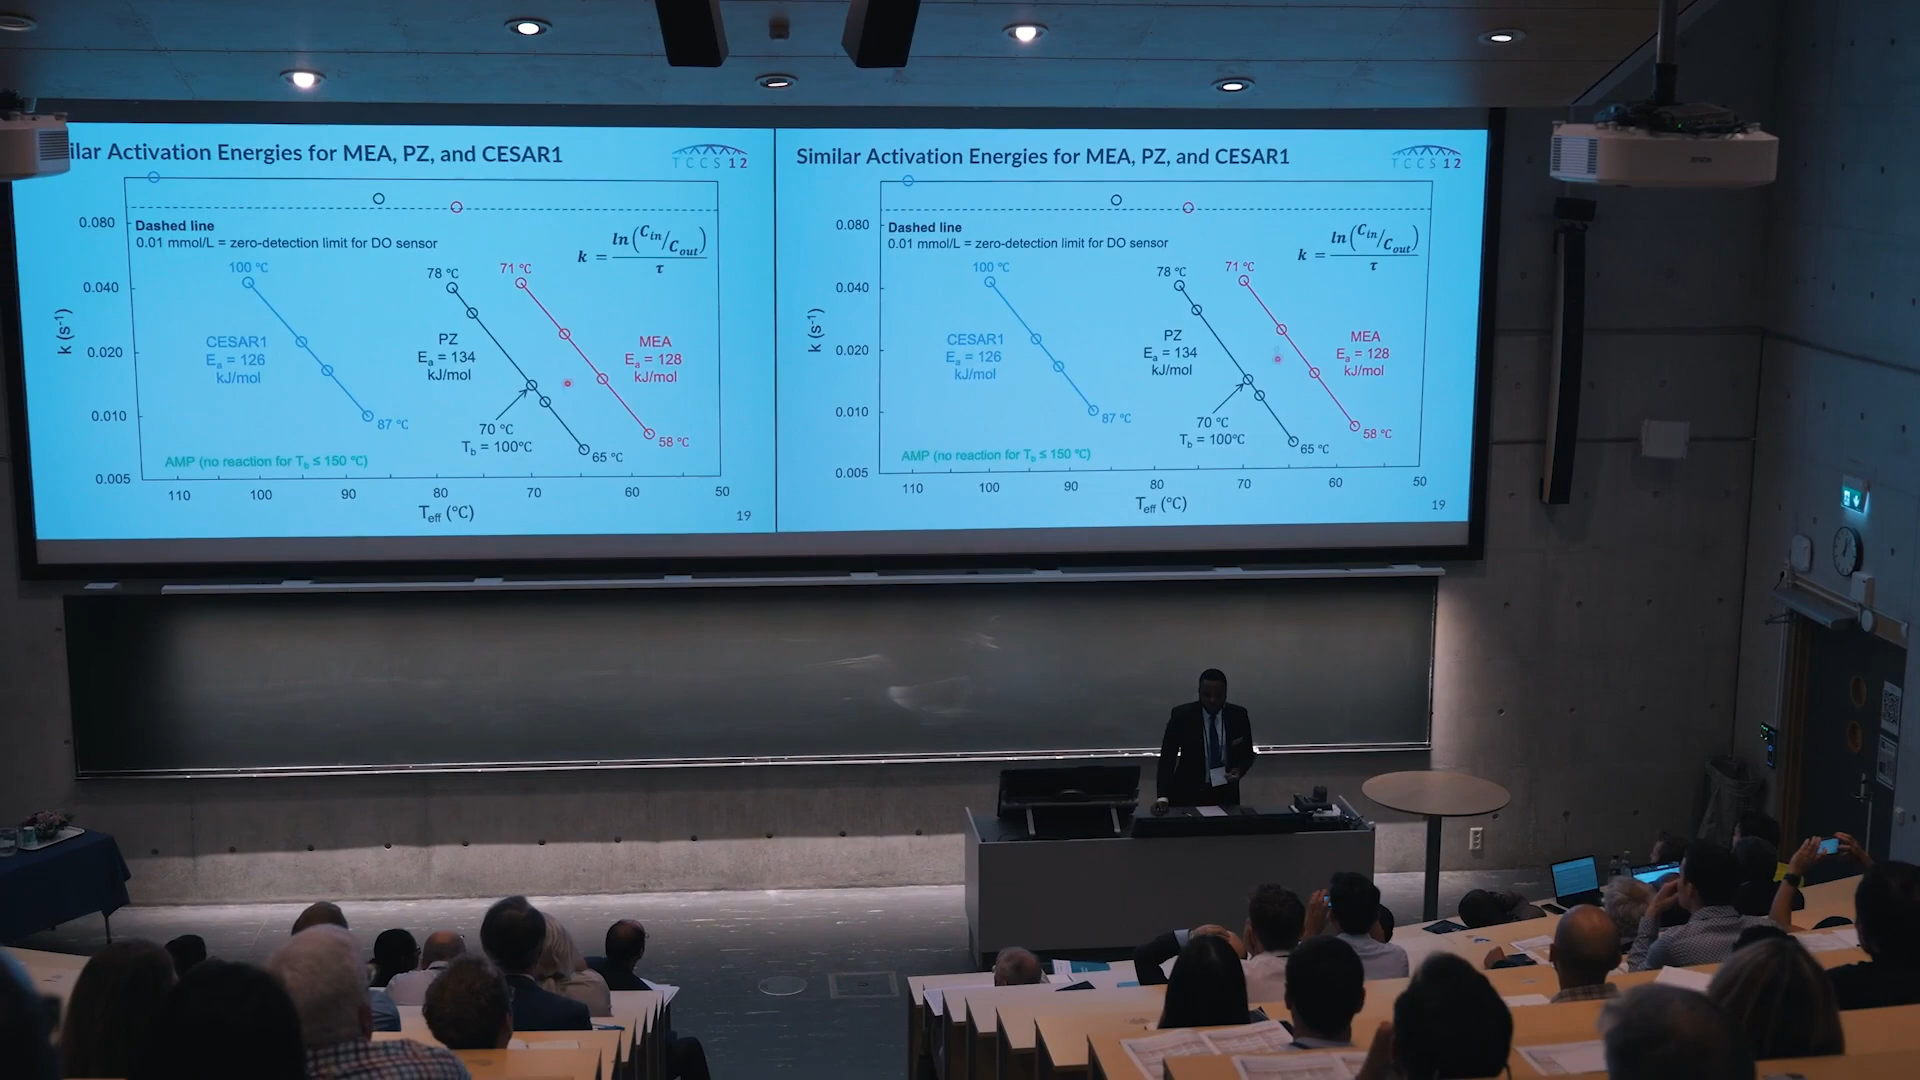 ilar Activation Energies for MEA, PZ, and CESAR1
TCCS 12
0.080
0.040
0.020
0.010
0.005
k (s-1)
Dashed line
0.01 mmol/L = zero-detection limit for DO sensor
k = ln(Cin/Cout)/τ
100 °C
CESAR1
Ea = 126
kJ/mol
87 °C
78 °C
PZ
Ea = 134
kJ/mol
70 °C
Tb = 100°C
65 °C
71 °C
MEA
Ea = 128
kJ/mol
58 °C
AMP (no reaction for Tb ≤ 150 °C)
110 100 90 80 70 60 50
Teff (°C)
19
Similar Activation Energies for MEA, PZ, and CESAR1
TCCS 12
0.080
0.040
0.020
0.010
0.005
k (s-1)
Dashed line
0.01 mmol/L = zero-detection limit for DO sensor
k = ln(Cin/Cout)/τ
100 °C
CESAR1
Ea = 126
kJ/mol
87 °C
78 °C
PZ
Ea = 134
kJ/mol
70 °C
Tb = 100°C
65 °C
71 °C
MEA
Ea = 128
kJ/mol
58 °C
AMP (no reaction for Tb ≤ 150 °C)
110 100 90 80 70 60 50
Teff (°C)
19